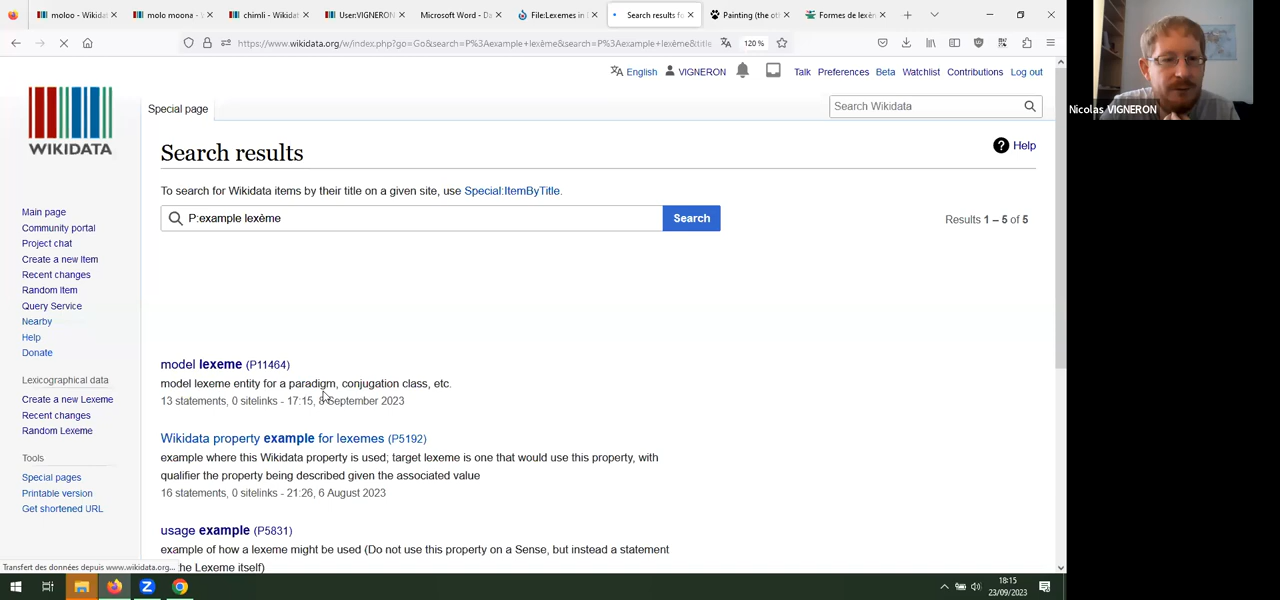 moloo - Wikidata
molo moona - W
chimli - Wikidat
User:VIGNERON
Microsoft Word - Da
File:Lexemes in
Search results fo
Painting (the ot
Formes de lexèm
https://www.wikidata.org/w/index.php?go=Go&search=P%3Aexample+lexème&search=P%3Aexample+lexème&title
120 %
English VIGNERON Talk Preferences Beta Watchlist Contributions Log out
WIKIDATA
Special page
Search Wikidata
Nicolas VIGNERON
Search results
Help
To search for Wikidata items by their title on a given site, use Special:ItemByTitle.
P:example lexème
Search
Results 1 – 5 of 5
Main page
Community portal
Project chat
Create a new Item
Recent changes
Random Item
Query Service
Nearby
Help
Donate
Lexicographical data
Create a new Lexeme
Recent changes
Random Lexeme
Tools
Special pages
Printable version
Get shortened URL
model lexeme (P11464)
model lexeme entity for a paradigm, conjugation class, etc.
13 statements, 0 sitelinks - 17:15, 8 September 2023
Wikidata property example for lexemes (P5192)
example where this Wikidata property is used; target lexeme is one that would use this property, with
qualifier the property being described given the associated value
16 statements, 0 sitelinks - 21:26, 6 August 2023
usage example (P5831)
example of how a lexeme might be used (Do not use this property on a Sense, but instead a statement
he Lexeme itself)
Transfert des données depuis www.wikidata.org...
18:15
23/09/2023